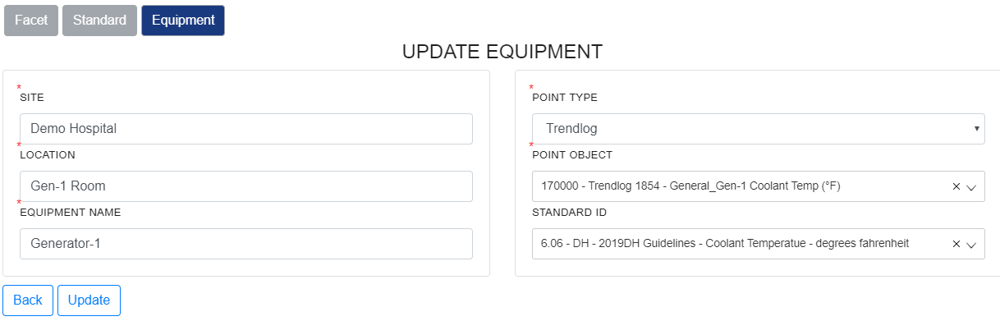 Facet Standard Equipment
UPDATE EQUIPMENT
*
SITE
Demo Hospital
*
LOCATION
Gen-1 Room
*
EQUIPMENT NAME
Generator-1
*
POINT TYPE
Trendlog
*
POINT OBJECT
170000 - Trendlog 1854 - General_Gen-1 Coolant Temp (°F)
STANDARD ID
6.06 - DH - 2019DH Guidelines - Coolant Temperatue - degrees fahrenheit
Back Update